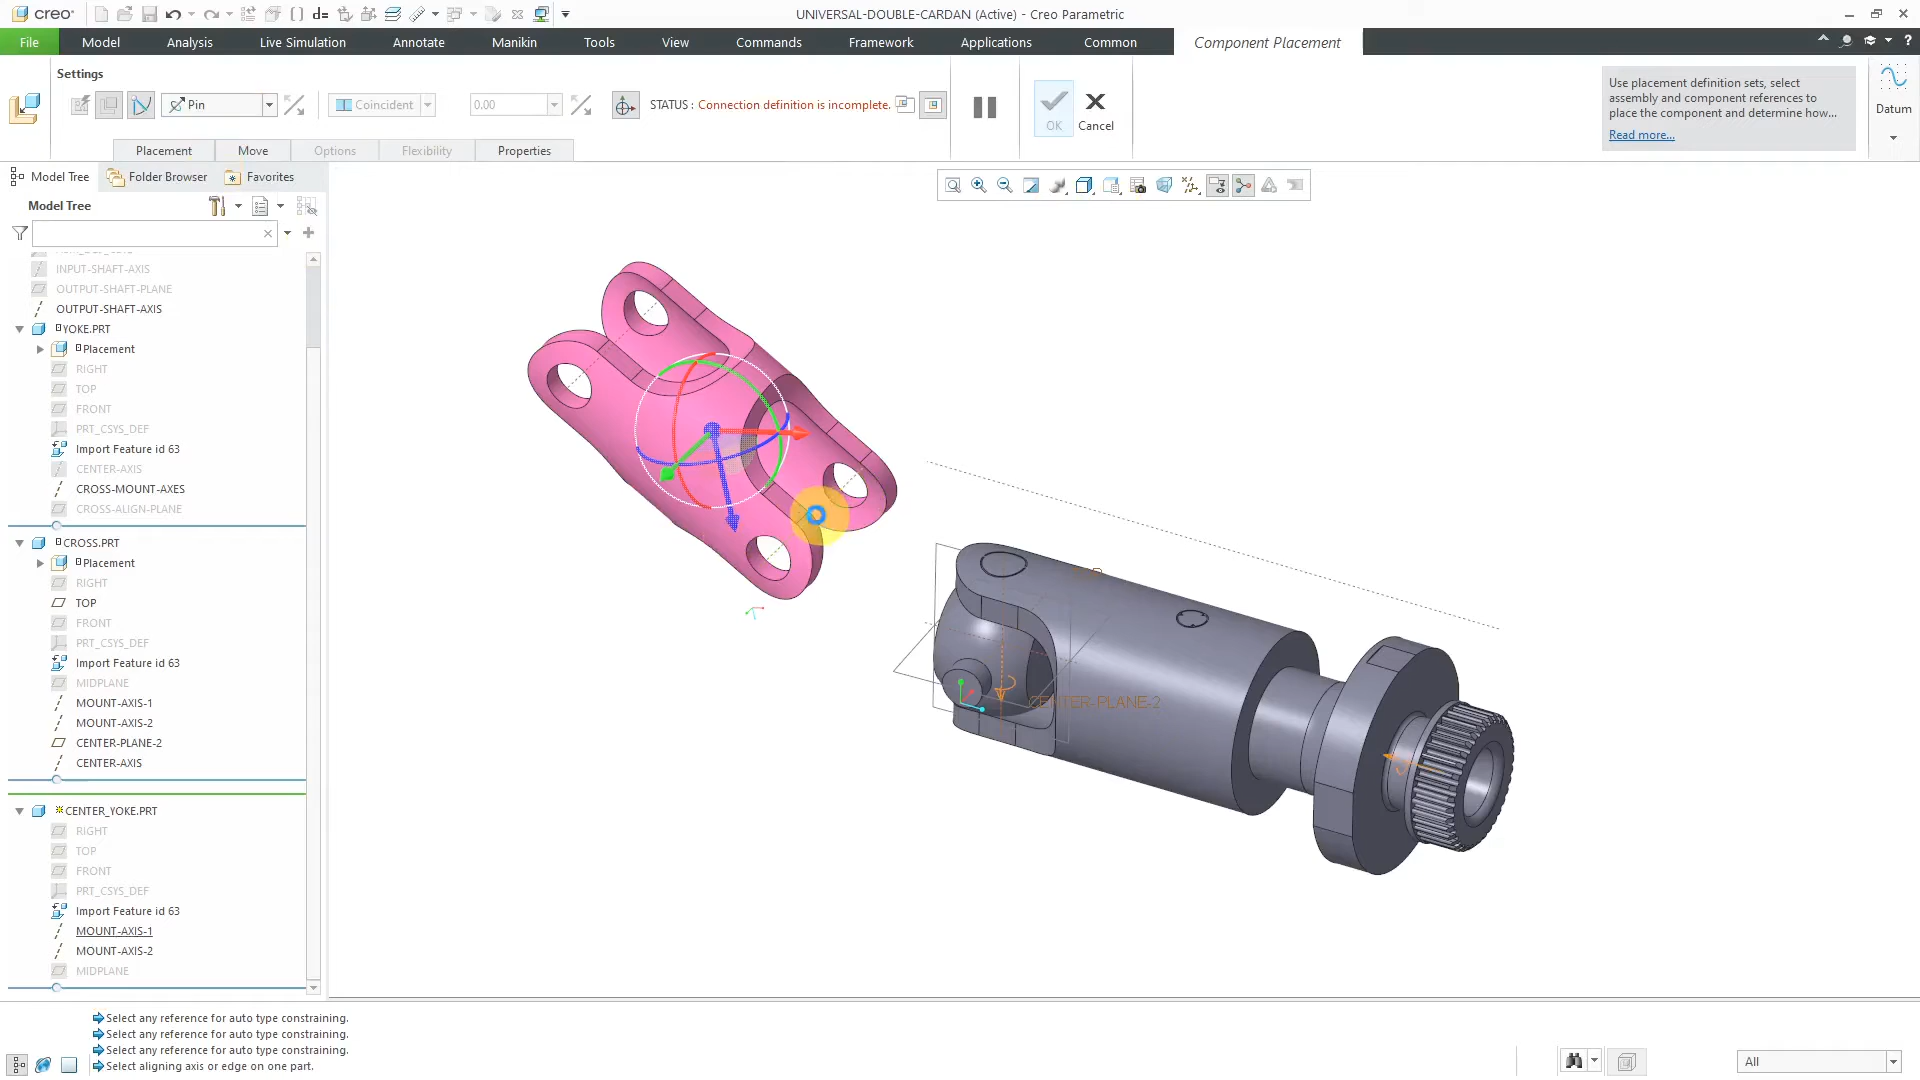 creo
UNIVERSAL-DOUBLE-CARDAN (Active) - Creo Parametric
File Model Analysis Live Simulation Annotate Manikin Tools View Commands Framework Applications Common Component Placement
Settings
Pin Coincident 0.00 STATUS : Connection definition is incomplete.
OK Cancel
Use placement definition sets, select
assembly and component references to
place the component and determine how...
Read more...
Datum
Placement Move Options Flexibility Properties
Model Tree Folder Browser Favorites
Model Tree
INPUT-SHAFT-AXIS
OUTPUT-SHAFT-PLANE
OUTPUT-SHAFT-AXIS
YOKE.PRT
Placement
RIGHT
TOP
FRONT
PRT_CSYS_DEF
Import Feature id 63
CENTER-AXIS
CROSS-MOUNT-AXES
CROSS-ALIGN-PLANE
CROSS.PRT
Placement
RIGHT
TOP
FRONT
PRT_CSYS_DEF
Import Feature id 63
MIDPLANE
MOUNT-AXIS-1
MOUNT-AXIS-2
CENTER-PLANE-2
CENTER-AXIS
CENTER_YOKE.PRT
RIGHT
TOP
FRONT
PRT_CSYS_DEF
Import Feature id 63
MOUNT-AXIS-1
MOUNT-AXIS-2
MIDPLANE
CENTER-PLANE-2
Select any reference for auto type constraining.
Select any reference for auto type constraining.
Select any reference for auto type constraining.
Select aligning axis or edge on one part.
All